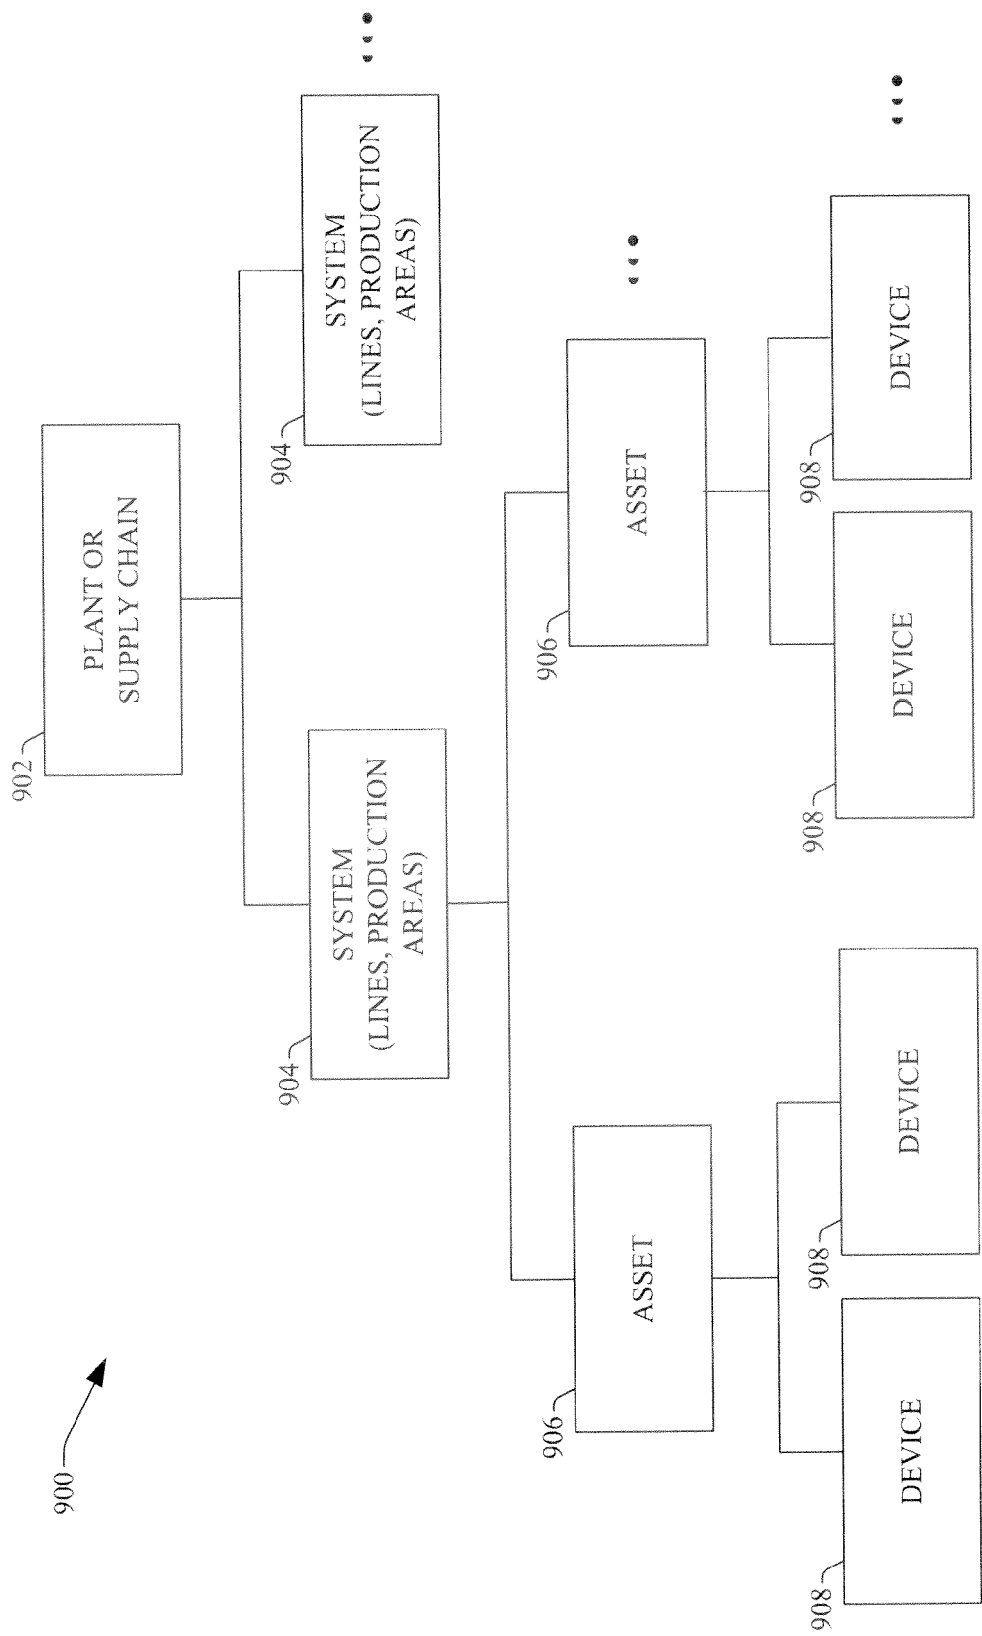 900
902
PLANT OR
SUPPLY CHAIN
904
SYSTEM
(LINES, PRODUCTION
AREAS)
904
SYSTEM
(LINES, PRODUCTION
AREAS)
906
ASSET
906
ASSET
908
DEVICE
908
DEVICE
908
DEVICE
908
DEVICE